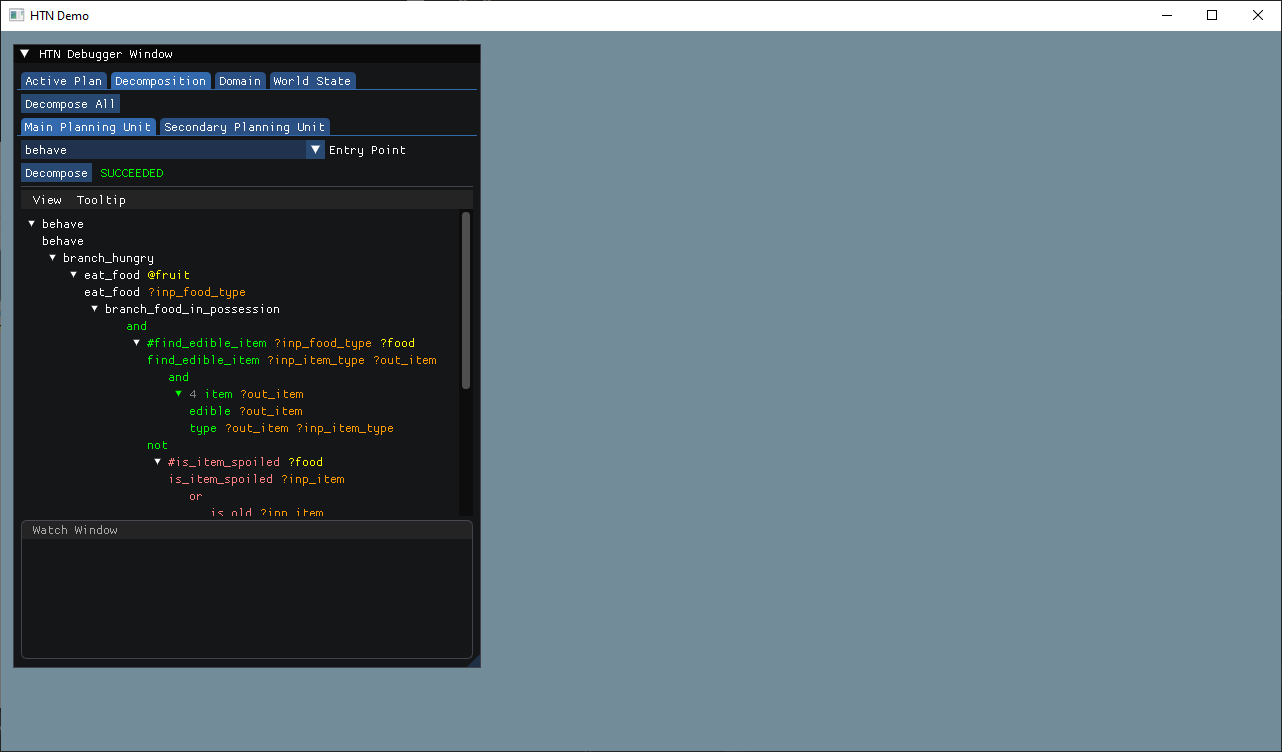 HTN Demo
HTN Debugger Window
Active Plan Decomposition Domain World State
Decompose All
Main Planning Unit Secondary Planning Unit
behave Entry Point
Decompose SUCCEEDED
View Tooltip
behave
behave
branch_hungry
eat_food @fruit
eat_food ?inp_food_type
branch_food_in_possession
and
#find_edible_item ?inp_food_type ?food
find_edible_item ?inp_item_type ?out_item
and
4 item ?out_item
edible ?out_item
type ?out_item ?inp_item_type
not
#is_item_spoiled ?food
is_item_spoiled ?inp_item
or
is_old ?inp_item
Watch Window